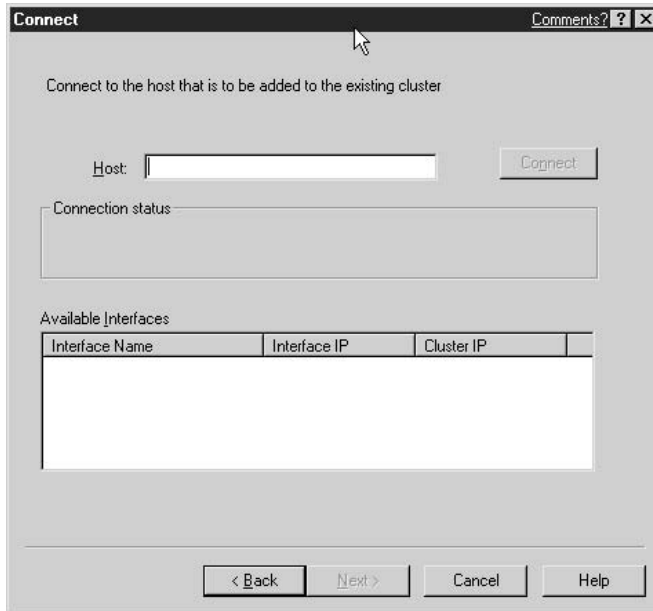 Connect Comments? ? X
Connect to the host that is to be added to the existing cluster
Host: Connect
Connection status
Available Interfaces
Interface Name Interface IP Cluster IP
< Back Next > Cancel Help